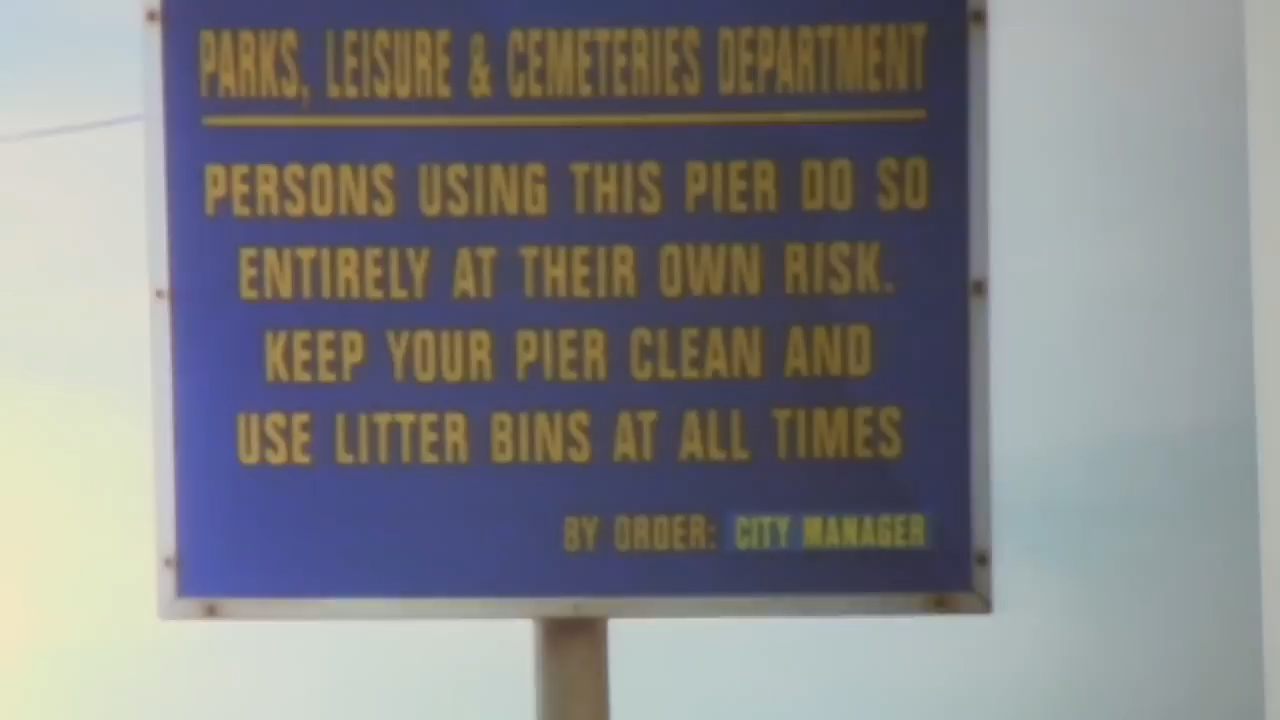 PARKS, LEISURE & CEMETERIES DEPARTMENT
PERSONS USING THIS PIER DO SO
ENTIRELY AT THEIR OWN RISK.
KEEP YOUR PIER CLEAN AND
USE LITTER BINS AT ALL TIMES
BY ORDER: CITY MANAGER